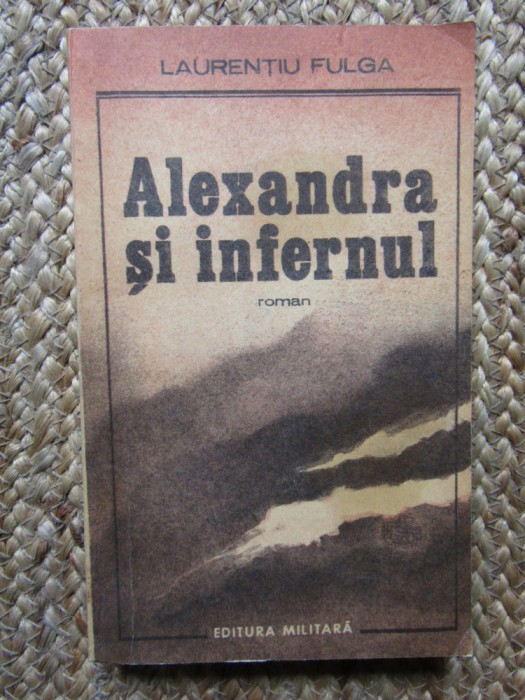 LAURENȚIU FULGA
Alexandra
și infernul
roman
EDITURA MILITARĂ